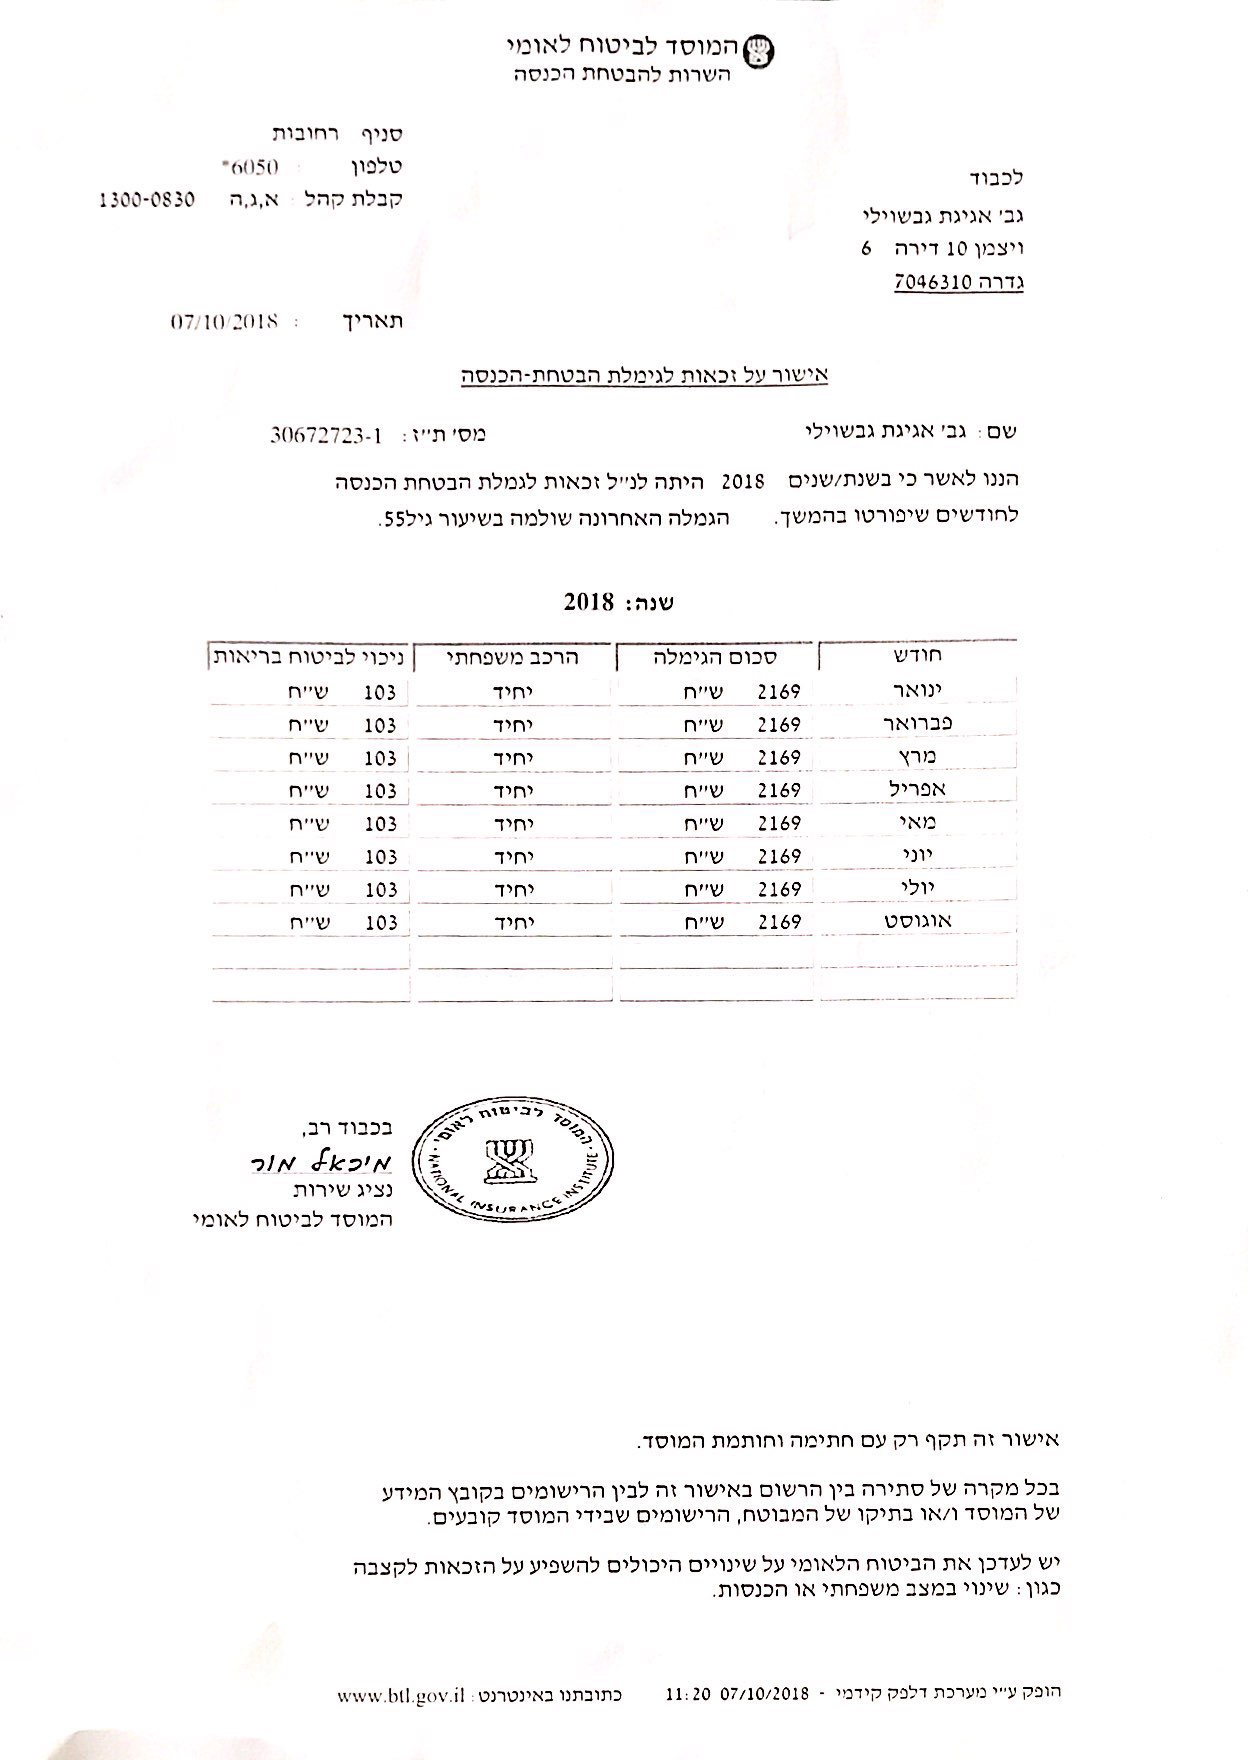 המוסד לביטוח לאומי
השרות להבטחת הכנסה
סניף רחובות
טלפון : 6050*
קבלת קהל : א,ג,ה 1300-0830
לכבוד
גב' אגיגת גבשוילי
ויצמן 10 דירה 6
גדרה 7046310
תאריך : 07/10/2018
אישור על זכאות לגימלת הבטחת-הכנסה
שם : גב' אגיגת גבשוילי מס' ת''ז : 30672723-1
הננו לאשר כי בשנת/שנים 2018 היתה לנ''ל זכאות לגמלת הבטחת הכנסה
לחודשים שיפורטו בהמשך. הגמלה האחרונה שולמה בשיעור גיל55.
שנה: 2018
חודש סכום הגימלה הרכב משפחתי ניכוי לביטוח בריאות
ינואר 2169 ש''ח יחיד 103 ש''ח
פברואר 2169 ש''ח יחיד 103 ש''ח
מרץ 2169 ש''ח יחיד 103 ש''ח
אפריל 2169 ש''ח יחיד 103 ש''ח
מאי 2169 ש''ח יחיד 103 ש''ח
יוני 2169 ש''ח יחיד 103 ש''ח
יולי 2169 ש''ח יחיד 103 ש''ח
אוגוסט 2169 ש''ח יחיד 103 ש''ח
המוסד לביטוח לאומי
NATIONAL INSURANCE INSTITUTE
בכבוד רב,
מיכאל מור
נציג שירות
המוסד לביטוח לאומי
אישור זה תקף רק עם חתימה וחותמת המוסד.
בכל מקרה של סתירה בין הרשום באישור זה לבין הרישומים בקובץ המידע
של המוסד ו/או בתיקו של המבוטח, הרישומים שבידי המוסד קובעים.
יש לעדכן את הביטוח הלאומי על שינויים היכולים להשפיע על הזכאות לקצבה
כגון : שינוי במצב משפחתי או הכנסות.
הופק ע''י מערכת דלפק קידמי - 07/10/2018 11:20 כתובתנו באינטרנט : www.btl.gov.il